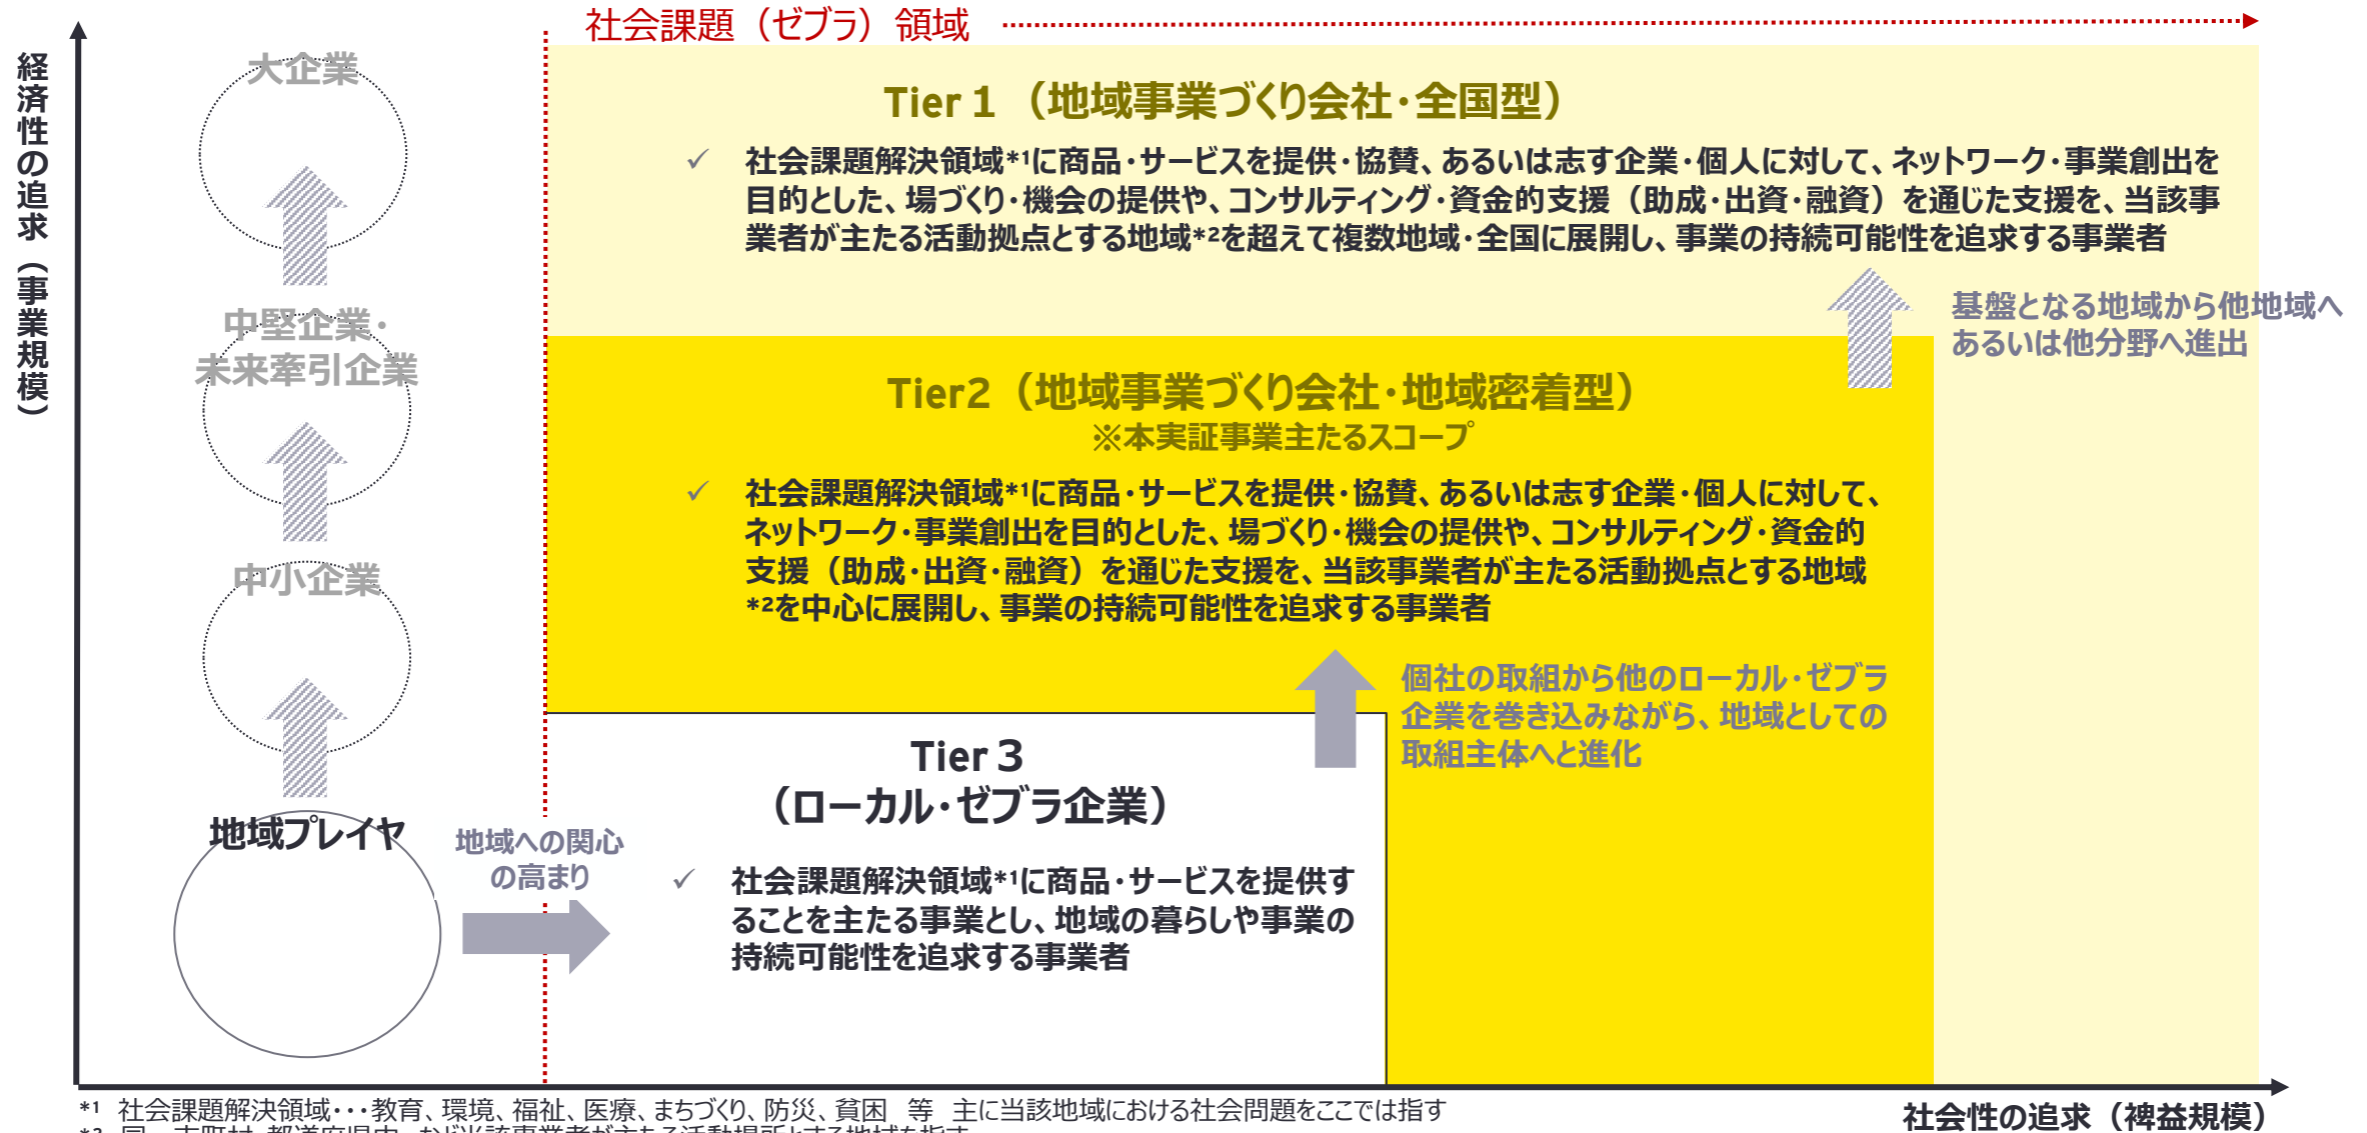 社会課題（ゼブラ）領域
経済性の追求（事業規模）
大企業
中堅企業・
未来牽引企業
中小企業
地域プレイヤ
地域への関心
の高まり
Tier 1 （地域事業づくり会社・全国型）
✓ 社会課題解決領域*1に商品・サービスを提供・協賛、あるいは志す企業・個人に対して、ネットワーク・事業創出を
目的とした、場づくり・機会の提供や、コンサルティング・資金的支援（助成・出資・融資）を通じた支援を、当該事
業者が主たる活動拠点とする地域*2を超えて複数地域・全国に展開し、事業の持続可能性を追求する事業者
基盤となる地域から他地域へ
あるいは他分野へ進出
Tier2（地域事業づくり会社・地域密着型）
※本実証事業主たるスコープ
✓ 社会課題解決領域*1に商品・サービスを提供・協賛、あるいは志す企業・個人に対して、
ネットワーク・事業創出を目的とした、場づくり・機会の提供や、コンサルティング・資金的
支援（助成・出資・融資）を通じた支援を、当該事業者が主たる活動拠点とする地域
*2を中心に展開し、事業の持続可能性を追求する事業者
個社の取組から他のローカル・ゼブラ
企業を巻き込みながら、地域としての
取組主体へと進化
Tier 3
（ローカル・ゼブラ企業）
✓ 社会課題解決領域*1に商品・サービスを提供す
ることを主たる事業とし、地域の暮らしや事業の
持続可能性を追求する事業者
*1 社会課題解決領域・・・教育、環境、福祉、医療、まちづくり、防災、貧困 等 主に当該地域における社会問題をここでは指す
社会性の追求（裨益規模）